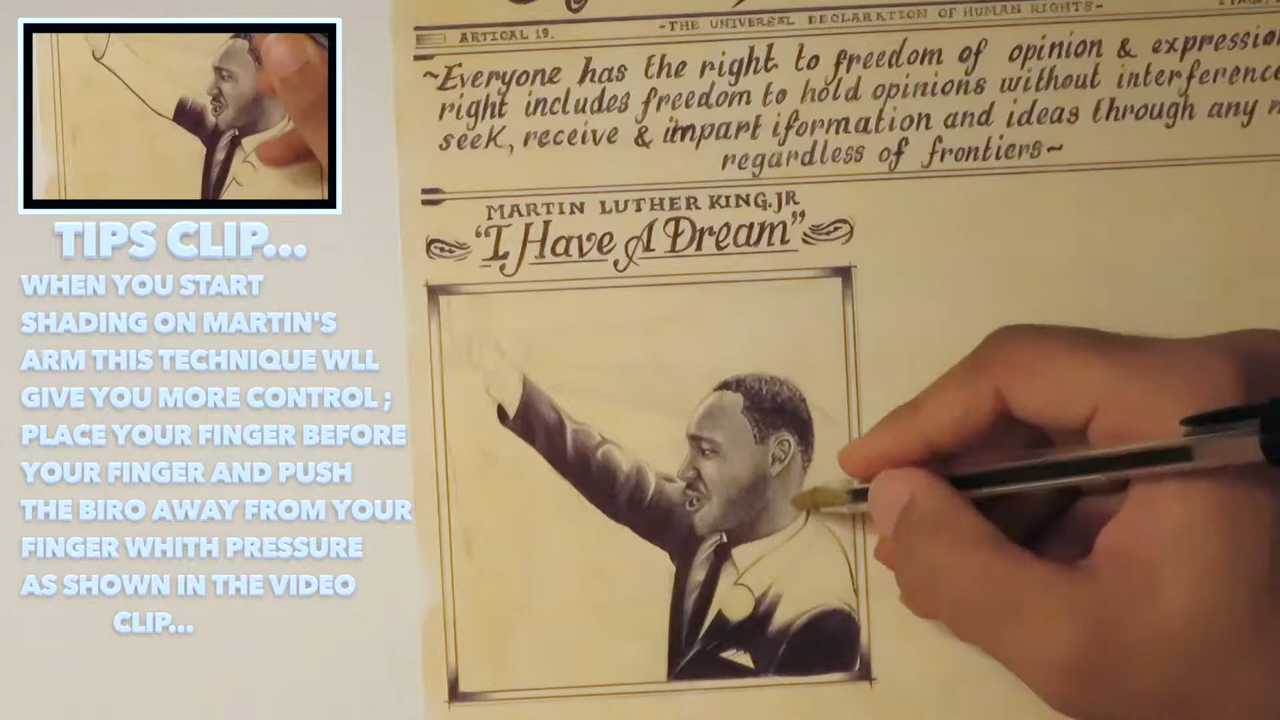 TIPS CLIP...
WHEN YOU START
SHADING ON MARTIN'S
ARM THIS TECHNIQUE WLL
GIVE YOU MORE CONTROL ;
PLACE YOUR FINGER BEFORE
YOUR FINGER AND PUSH
THE BIRO AWAY FROM YOUR
FINGER WHITH PRESSURE
AS SHOWN IN THE VIDEO
CLIP...
ARTICAL 19.
-THE UNIVERSAL DECLARATION OF HUMAN RIGHTS-
~Everyone has the right to freedom of opinion & expressio
right includes freedom to hold opinions without interference
seek, receive & impart iformation and ideas through any
regardless of frontiers~
MARTIN LUTHER KING.JR
"I Have A Dream"